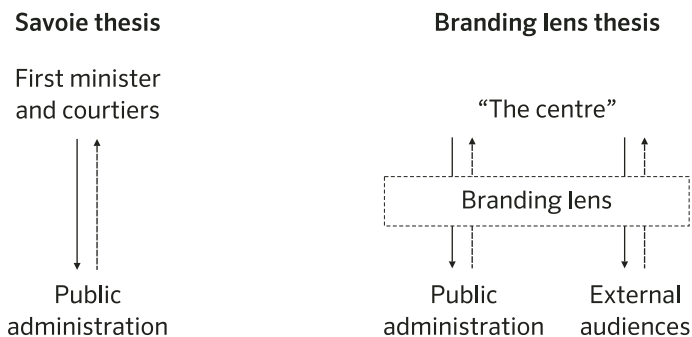 Savoie thesis
First minister
and courtiers
Public
administration
Branding lens thesis
“The centre”
Branding lens
Public
administration
External
audiences